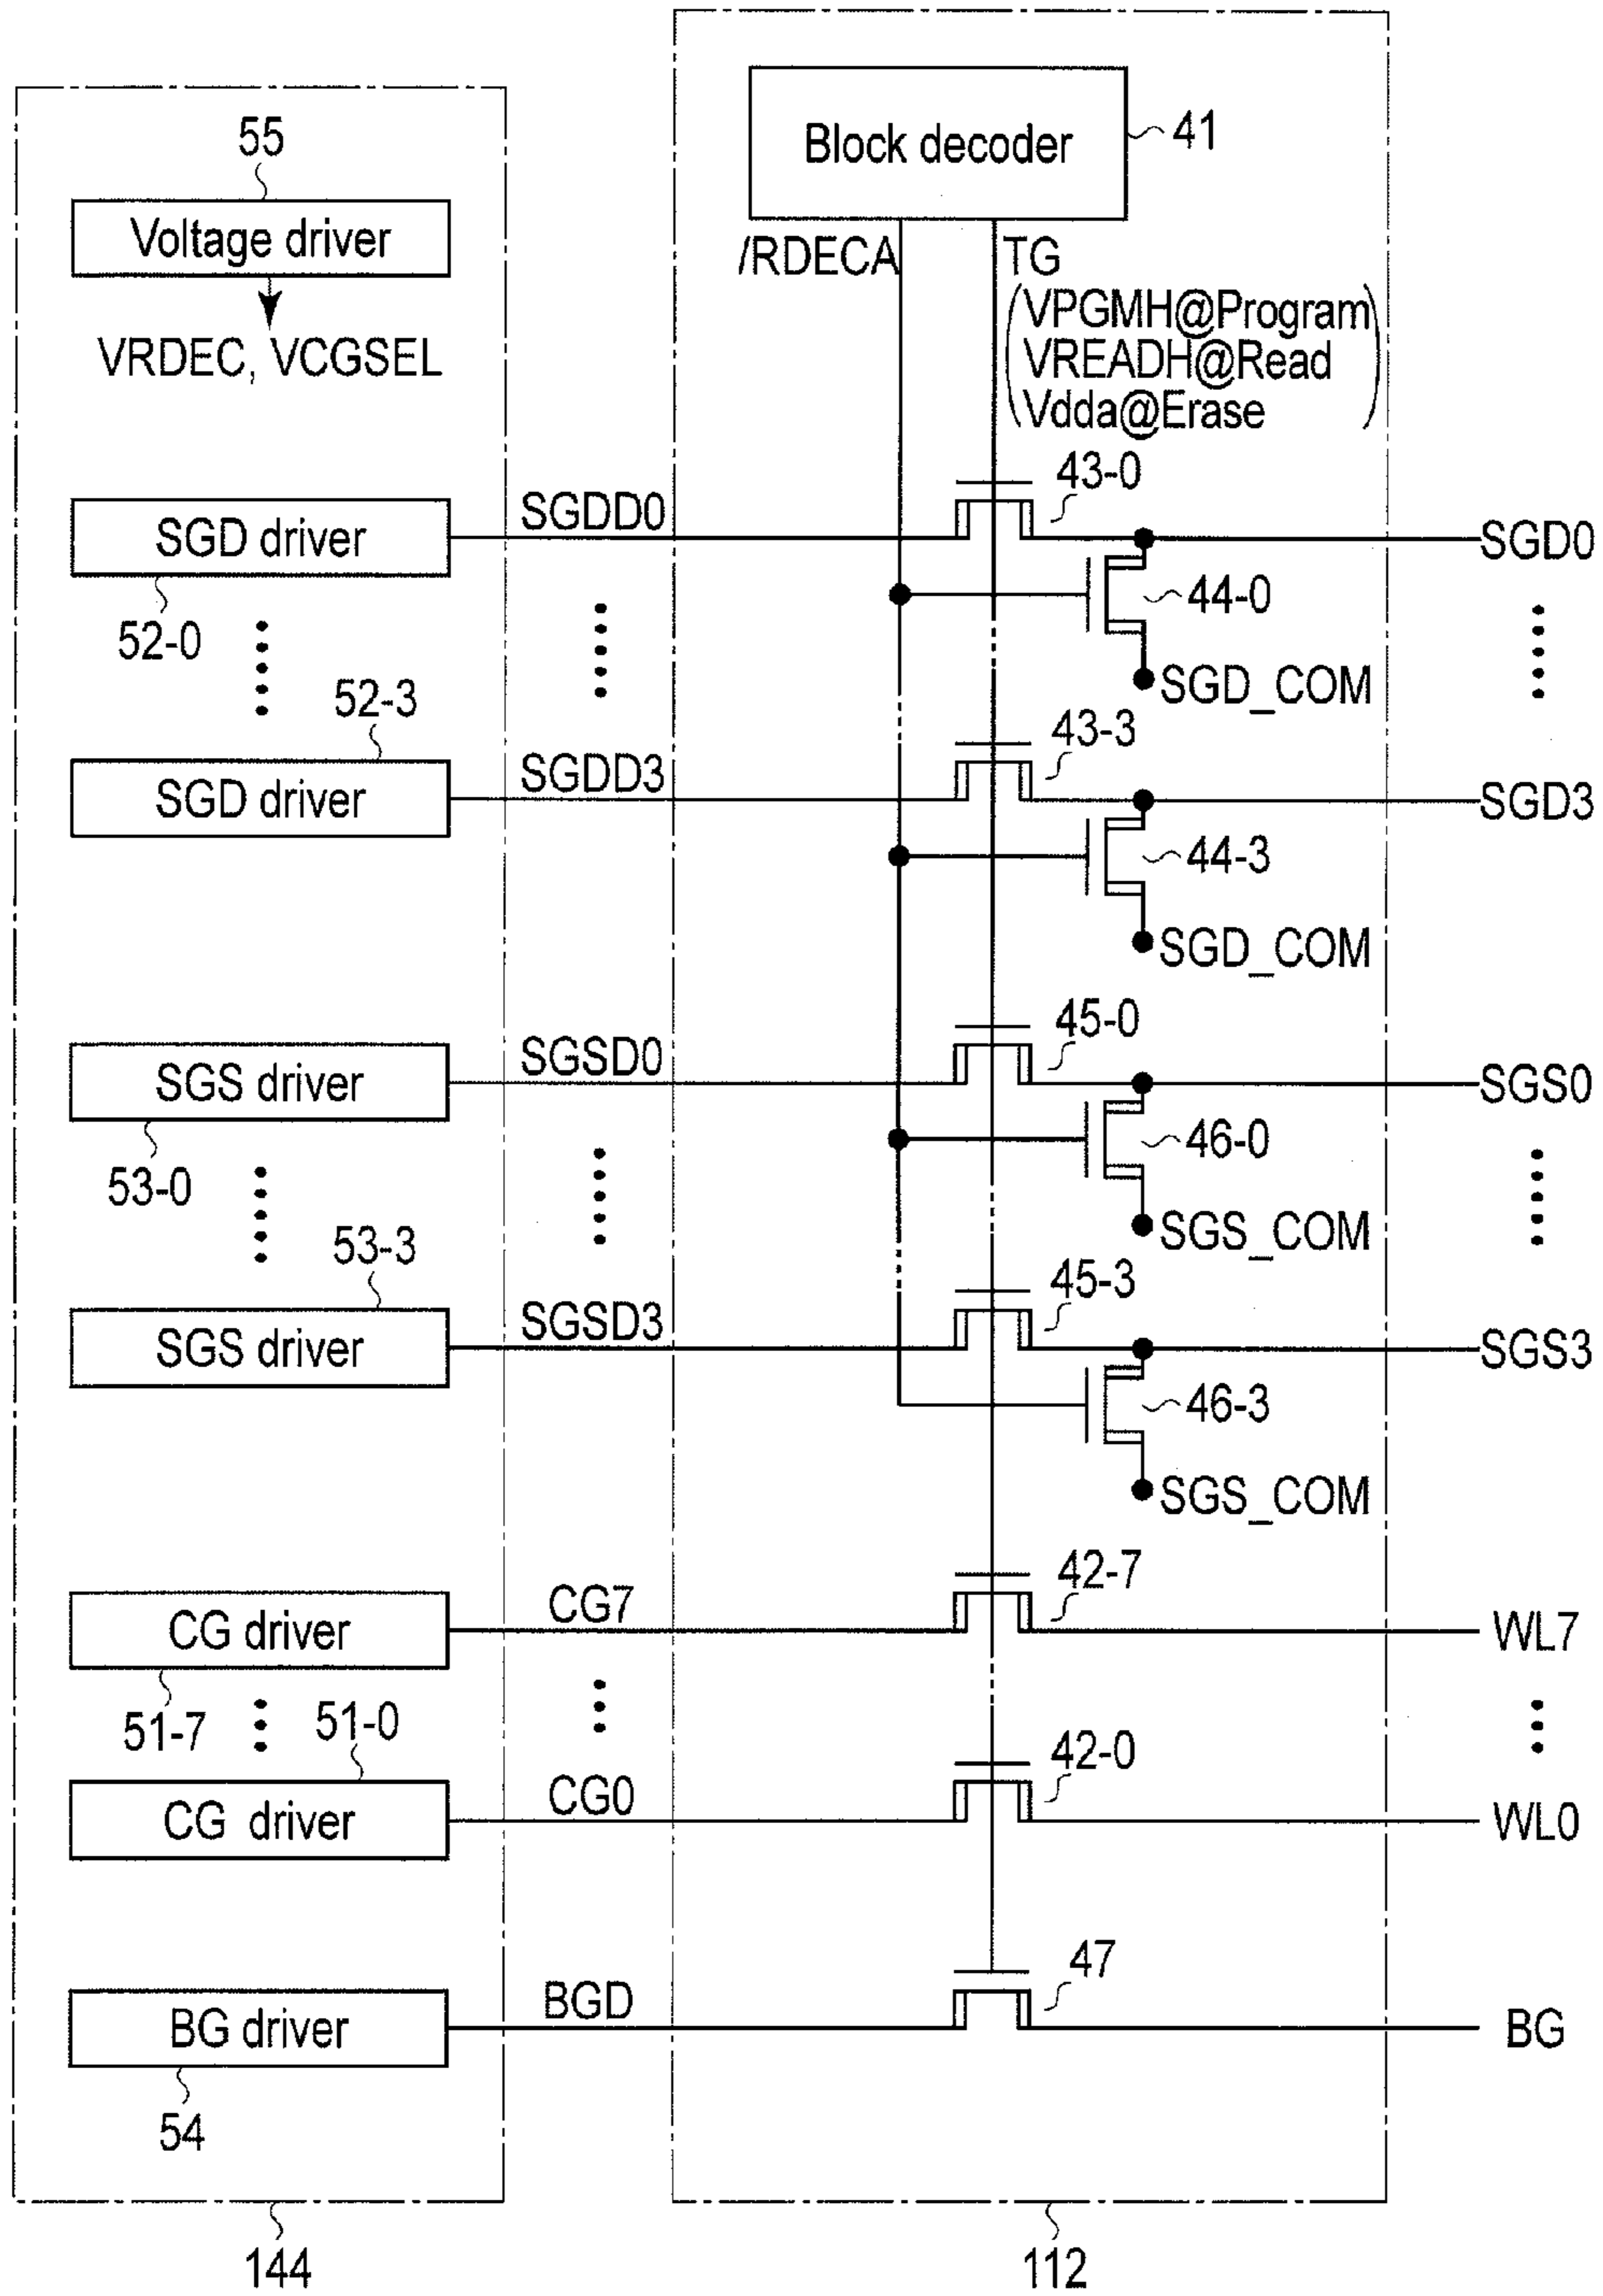 55
Voltage driver
VRDEC, VCGSEL
Block decoder
41
/RDECA
TG
VPGMH@Program
VREADH@Read
Vdda@Erase
SGD driver
52-0
SGDD0
43-0
SGD0
44-0
SGD_COM
52-3
SGD driver
SGDD3
43-3
SGD3
44-3
SGD_COM
SGS driver
53-0
SGSD0
45-0
SGS0
46-0
SGS_COM
53-3
SGS driver
SGSD3
45-3
SGS3
46-3
SGS_COM
CG driver
51-7
CG7
42-7
WL7
51-0
CG driver
CG0
42-0
WL0
BG driver
54
BGD
47
BG
144
112